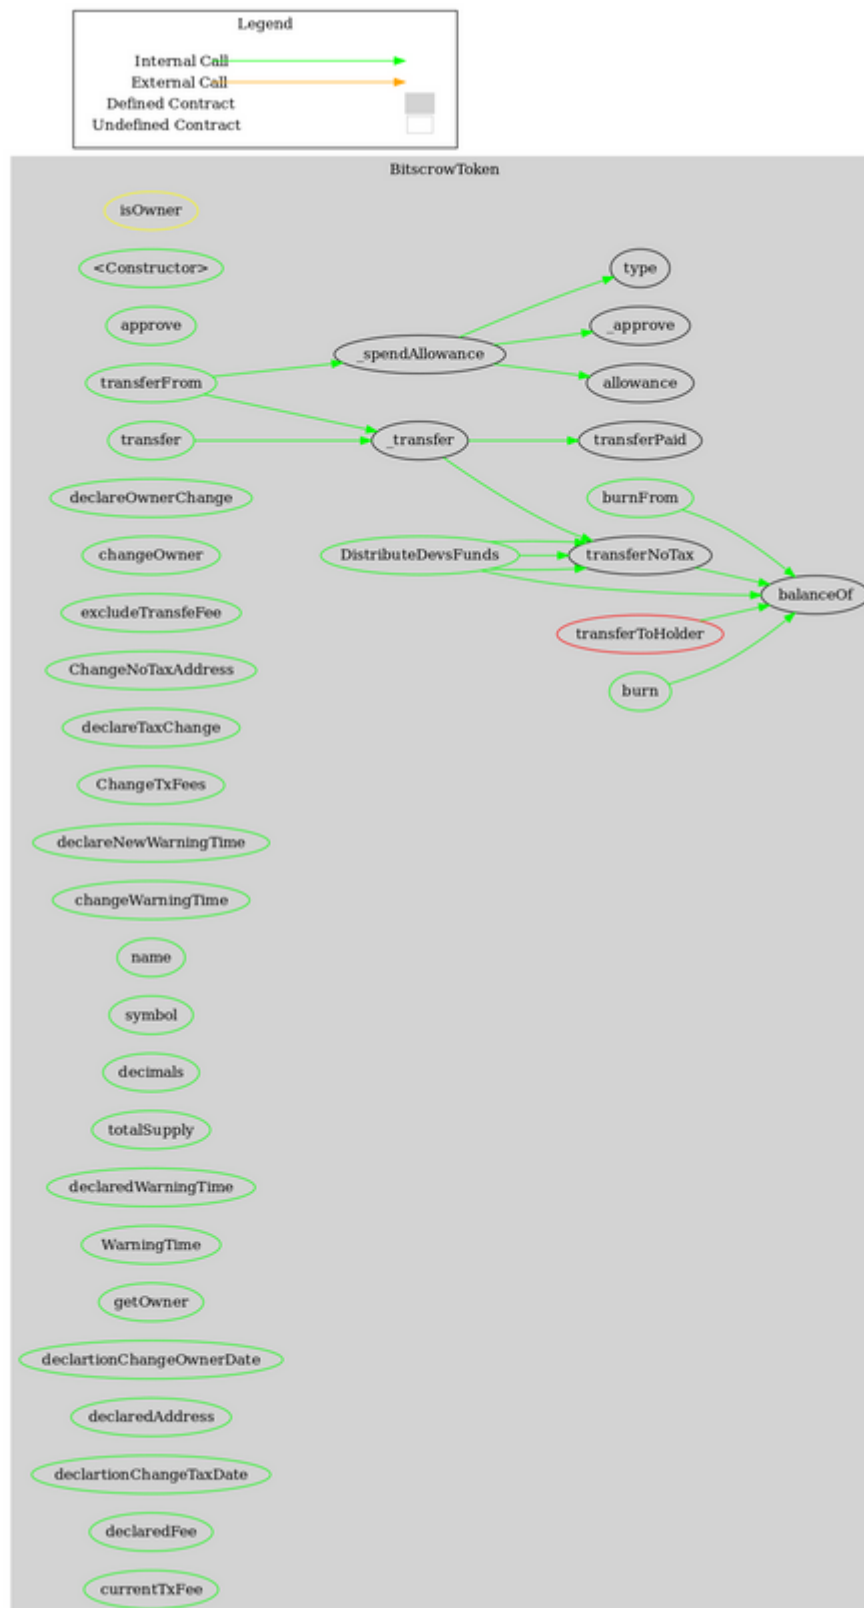 Legend
Internal Call
External Call
Defined Contract
Undefined Contract
BitscrowToken
isOwner
<Constructor>
type
approve
_approve
_spendAllowance
transferFrom
allowance
transfer
_transfer
transferPaid
declareOwnerChange
burnFrom
changeOwner
DistributeDevsFunds
transferNoTax
balanceOf
excludeTransfeFee
transferToHolder
ChangeNoTaxAddress
burn
declareTaxChange
ChangeTxFees
declareNewWarningTime
changeWarningTime
name
symbol
decimals
totalSupply
declaredWarningTime
WarningTime
getOwner
declartionChangeOwnerDate
declaredAddress
declartionChangeTaxDate
declaredFee
currentTxFee